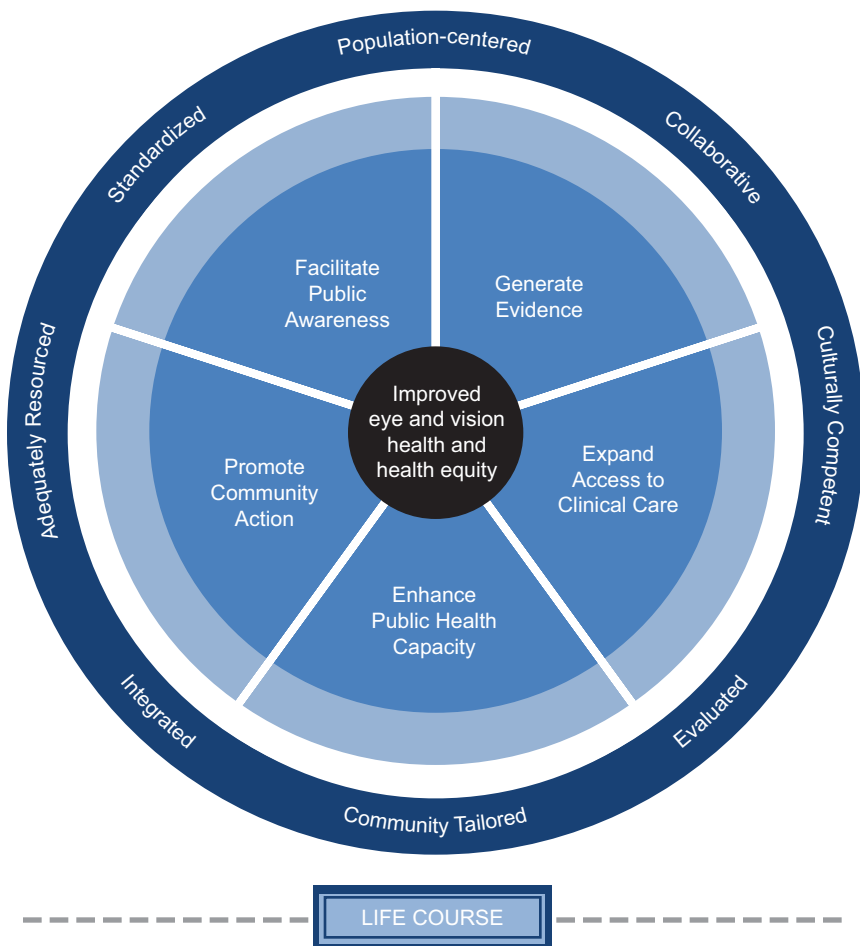 Population-centered
Collaborative
Culturally Competent
Evaluated
Community Tailored
Integrated
Adequately Resourced
Standardized
Facilitate
Public
Awareness
Generate
Evidence
Expand
Access to
Clinical Care
Enhance
Public Health
Capacity
Promote
Community
Action
Improved
eye and vision
health and
health equity
LIFE COURSE